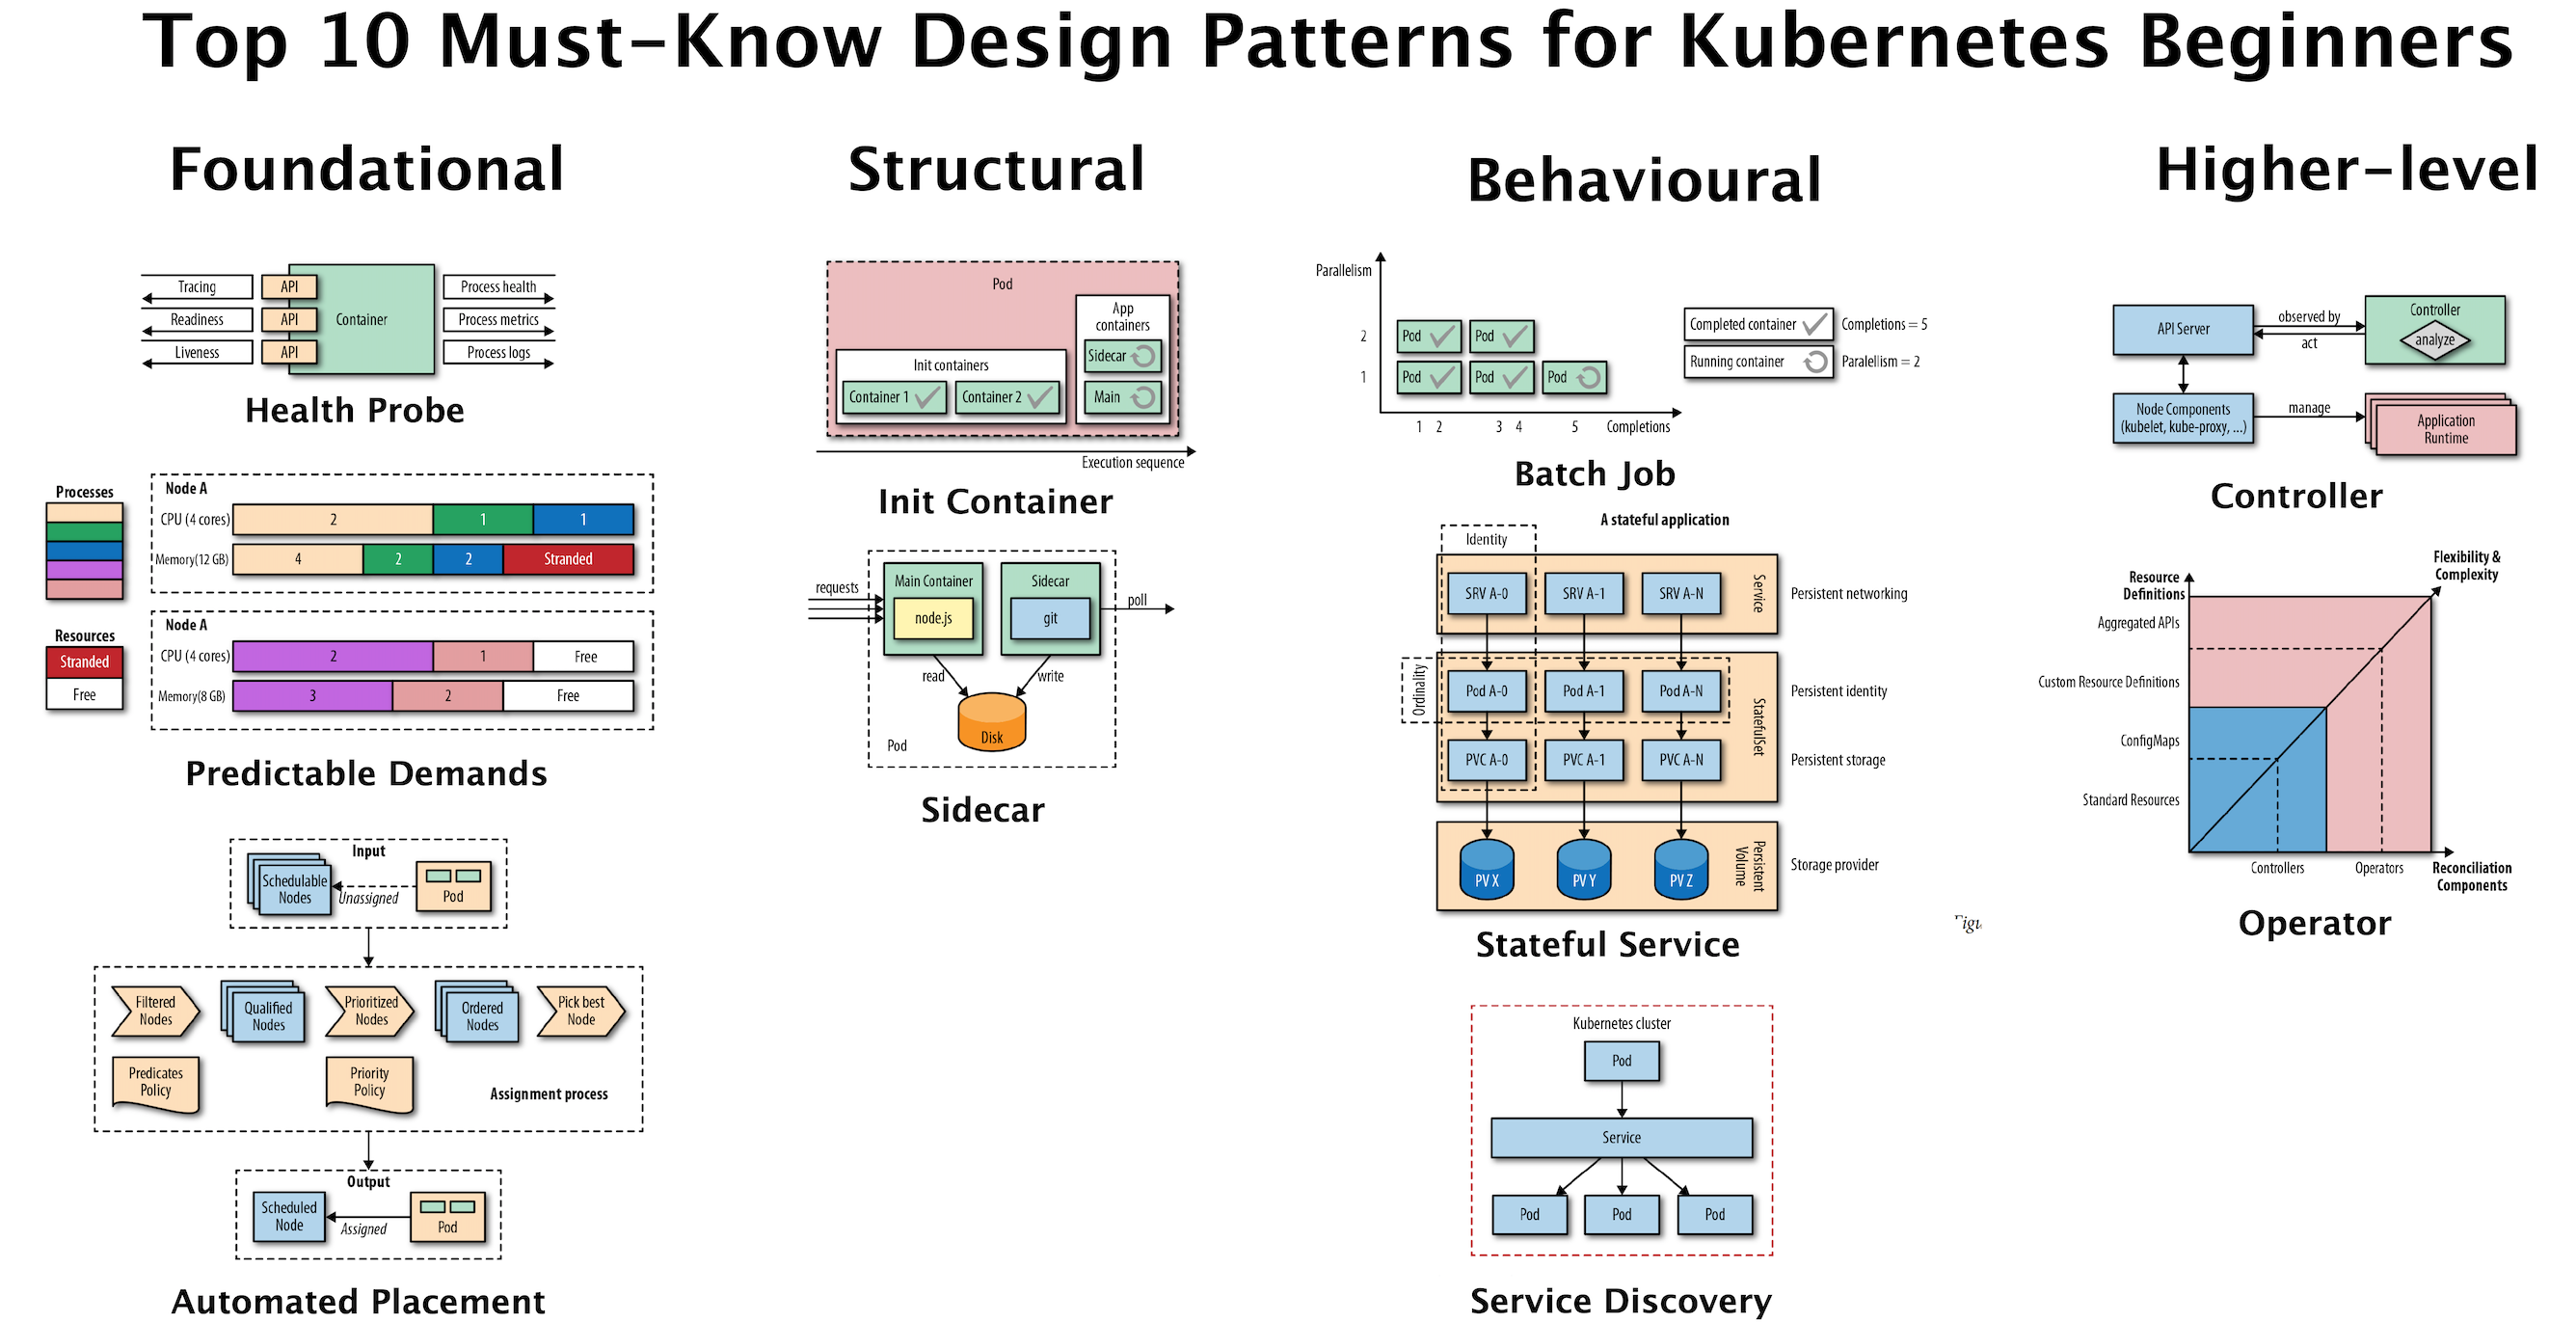 Top 10 Must-Know Design Patterns for Kubernetes Beginners
Foundational
Tracing
API
Readiness
API
Liveness
API
Container
Process health
Process metrics
Process logs
Health Probe
Processes
Resources
Stranded
Free
Node A
CPU (4 cores)
2
1
1
Memory(12 GB)
4
2
2
Stranded
Node A
CPU (4 cores)
2
1
Free
Memory(8 GB)
3
2
Free
Predictable Demands
Input
Schedulable
Nodes
Unassigned
Pod
Filtered
Nodes
Qualified
Nodes
Prioritized
Nodes
Ordered
Nodes
Pick best
Node
Predicates
Policy
Priority
Policy
Assignment process
Output
Scheduled
Node
Assigned
Pod
Automated Placement
Structural
Pod
Init containers
Container 1
Container 2
App
containers
Sidecar
Main
Execution sequence
Init Container
requests
Main Container
node.js
Sidecar
git
poll
read
write
Disk
Pod
Sidecar
Behavioural
Parallelism
2
Pod
Pod
1
Pod
Pod
Pod
1
2
3
4
5
Completions
Completed container
Completions = 5
Running container
Paralellism = 2
Batch Job
A stateful application
Identity
SRV A-0
SRV A-1
SRV A-N
Service
Persistent networking
Ordinality
Pod A-0
Pod A-1
Pod A-N
StatefulSet
Persistent identity
PVC A-0
PVC A-1
PVC A-N
Persistent storage
PV X
PV Y
PV Z
Persistent
Volume
Storage provider
Stateful Service
Kubernetes cluster
Pod
Service
Pod
Pod
Pod
Service Discovery
Higher-level
API Server
observed by
act
Controller
analyze
Node Components
(kubelet, kube-proxy, ...)
manage
Application
Runtime
Controller
Flexibility &
Complexity
Resource
Definitions
Aggregated APIs
Custom Resource Definitions
ConfigMaps
Standard Resources
Controllers
Operators
Reconciliation
Components
Operator